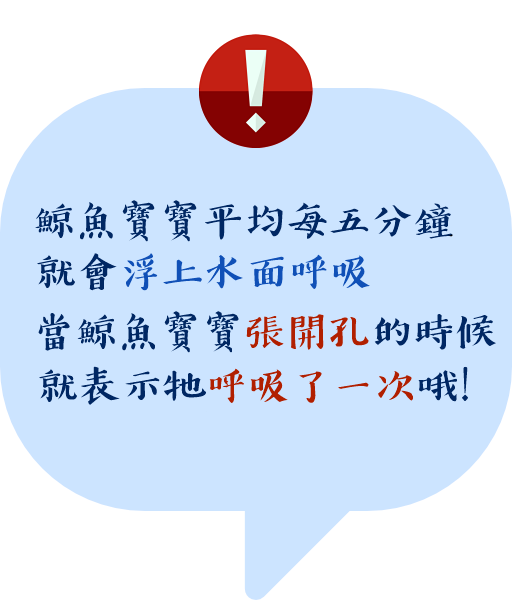 鯨魚寶寶平均每五分鐘
就會浮上水面呼吸
當鯨魚寶寶張開孔的時候
就表示牠呼吸了一次哦!